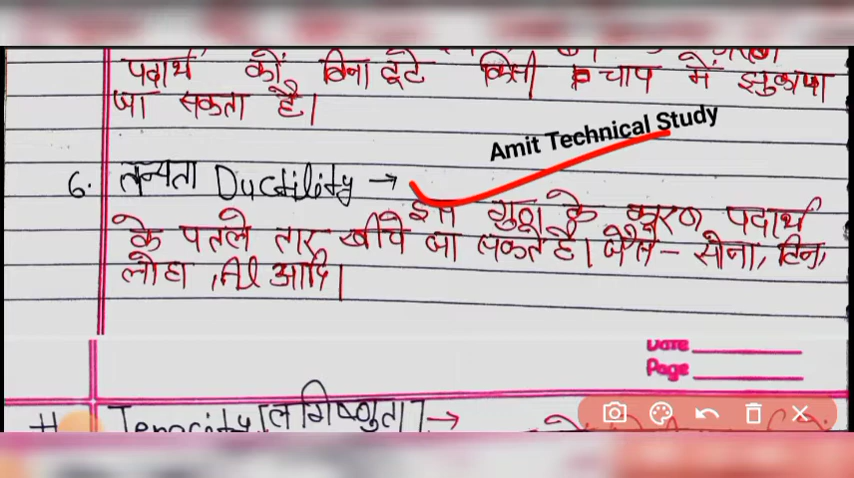 पदार्थ को बिना टूटे किसी चाप में झुकाया
जा सकता है।
Amit Technical Study
6. तन्यता Ductility →
इस गुण के कारण पदार्थ
के पतले तार खींचे जा सकते है। जैसे - सोना, टिन,
लोहा, Al आदि।
Date
Page
# Tenacity [लगिष्णुता] →